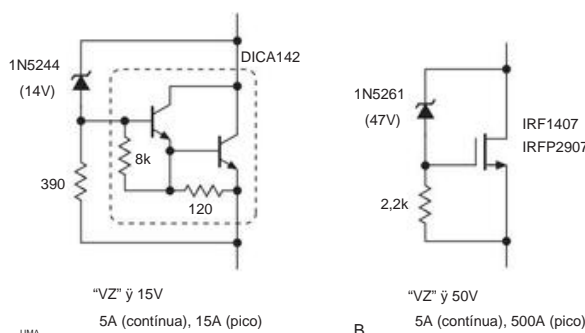 DICA142
1N5244
(14V)
8k
390
120
"VZ" ÿ 15V
5A (contínua), 15A (pico)
UMA
1N5261
(47V)
IRF1407
IRFP2907
2,2k
"VZ" ÿ 50V
5A (contínua), 500A (pico)
B